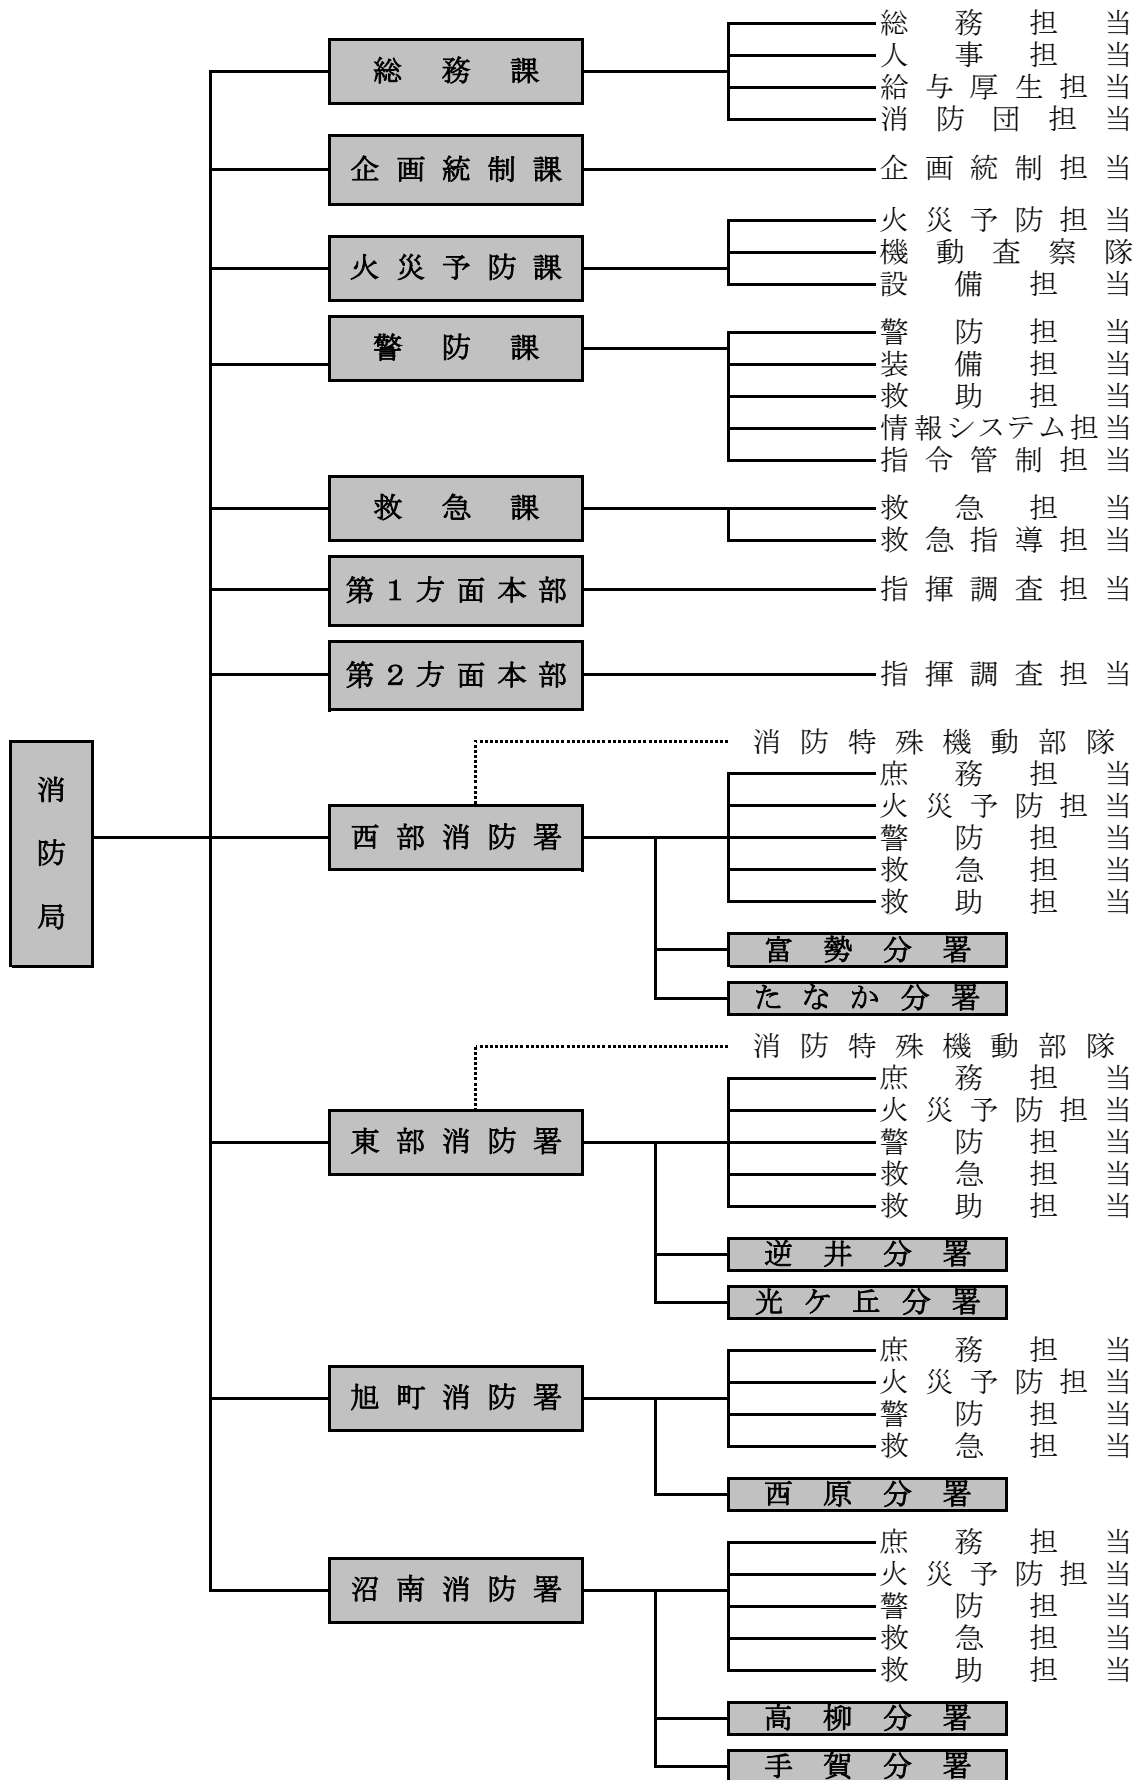 消防局
総務課
総務担当
人事担当
給与厚生担当
消防団担当
企画統制課
企画統制担当
火災予防課
火災予防担当
機動査察隊
設備担当
警防課
警防担当
装備担当
救助担当
情報システム担当
指令管制担当
救急課
救急担当
救急指導担当
第1方面本部
指揮調査担当
第2方面本部
指揮調査担当
西部消防署
消防特殊機動部隊
庶務担当
火災予防担当
警防担当
救急担当
救助担当
富勢分署
たなか分署
東部消防署
消防特殊機動部隊
庶務担当
火災予防担当
警防担当
救急担当
救助担当
逆井分署
光ケ丘分署
旭町消防署
庶務担当
火災予防担当
警防担当
救急担当
西原分署
沼南消防署
庶務担当
火災予防担当
警防担当
救急担当
救助担当
高柳分署
手賀分署